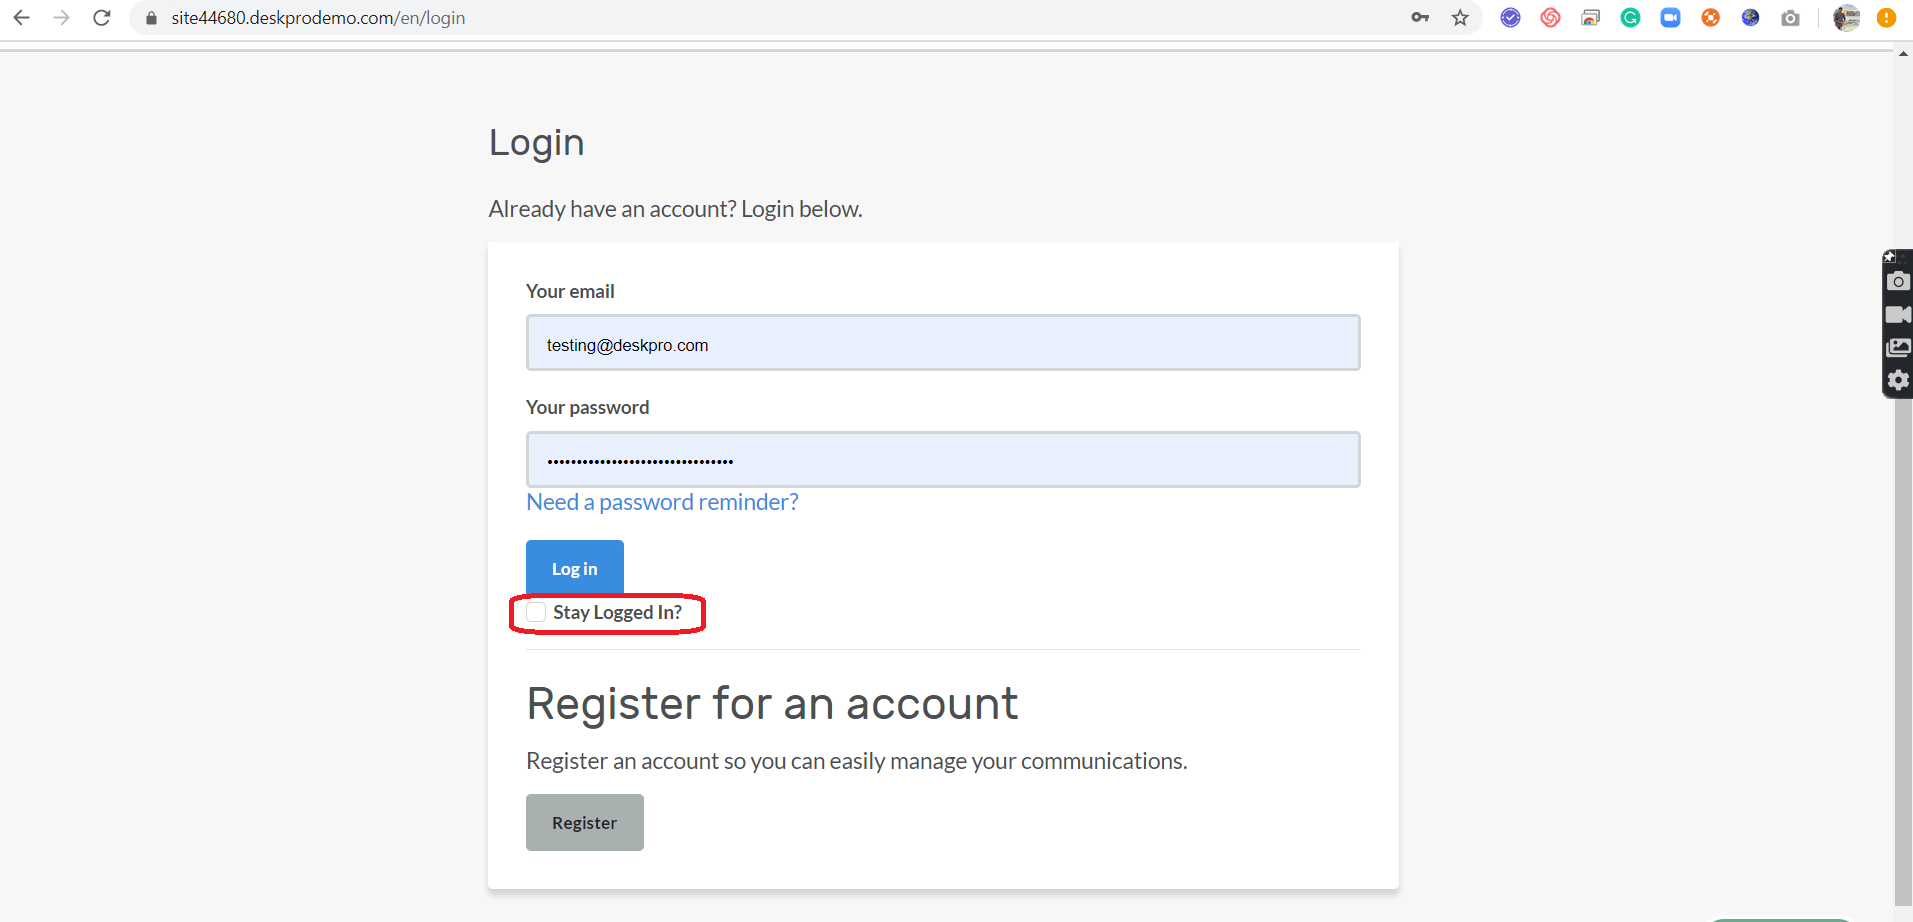 site44680.deskprodemo.com/en/login
Login
Already have an account? Login below.
Your email
testing@deskpro.com
Your password
••••••••••••••••••••••••••••••••
Need a password reminder?
Log in
Stay Logged In?
Register for an account
Register an account so you can easily manage your communications.
Register